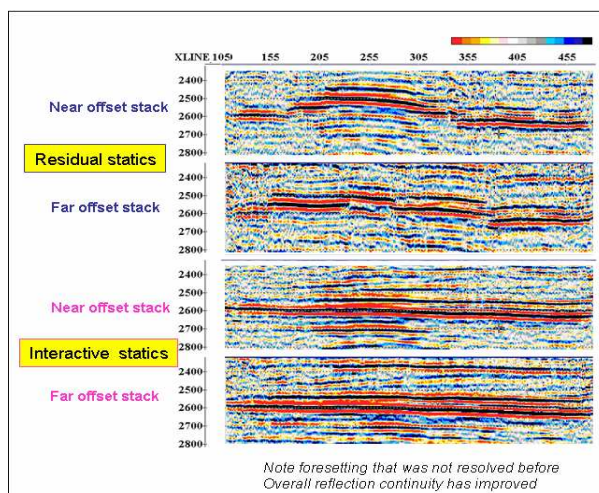 XLINE 105 155 205 255 305 355 405 455
2400
2500
Near offset stack
2600
2700
Residual statics
2800
2400
2500
Far offset stack
2600
2700
2800
2400
2500
Near offset stack
2600
2700
Interactive statics
2800
2400
2500
Far offset stack
2600
2700
2800
Note foresetting that was not resolved before
Overall reflection continuity has improved